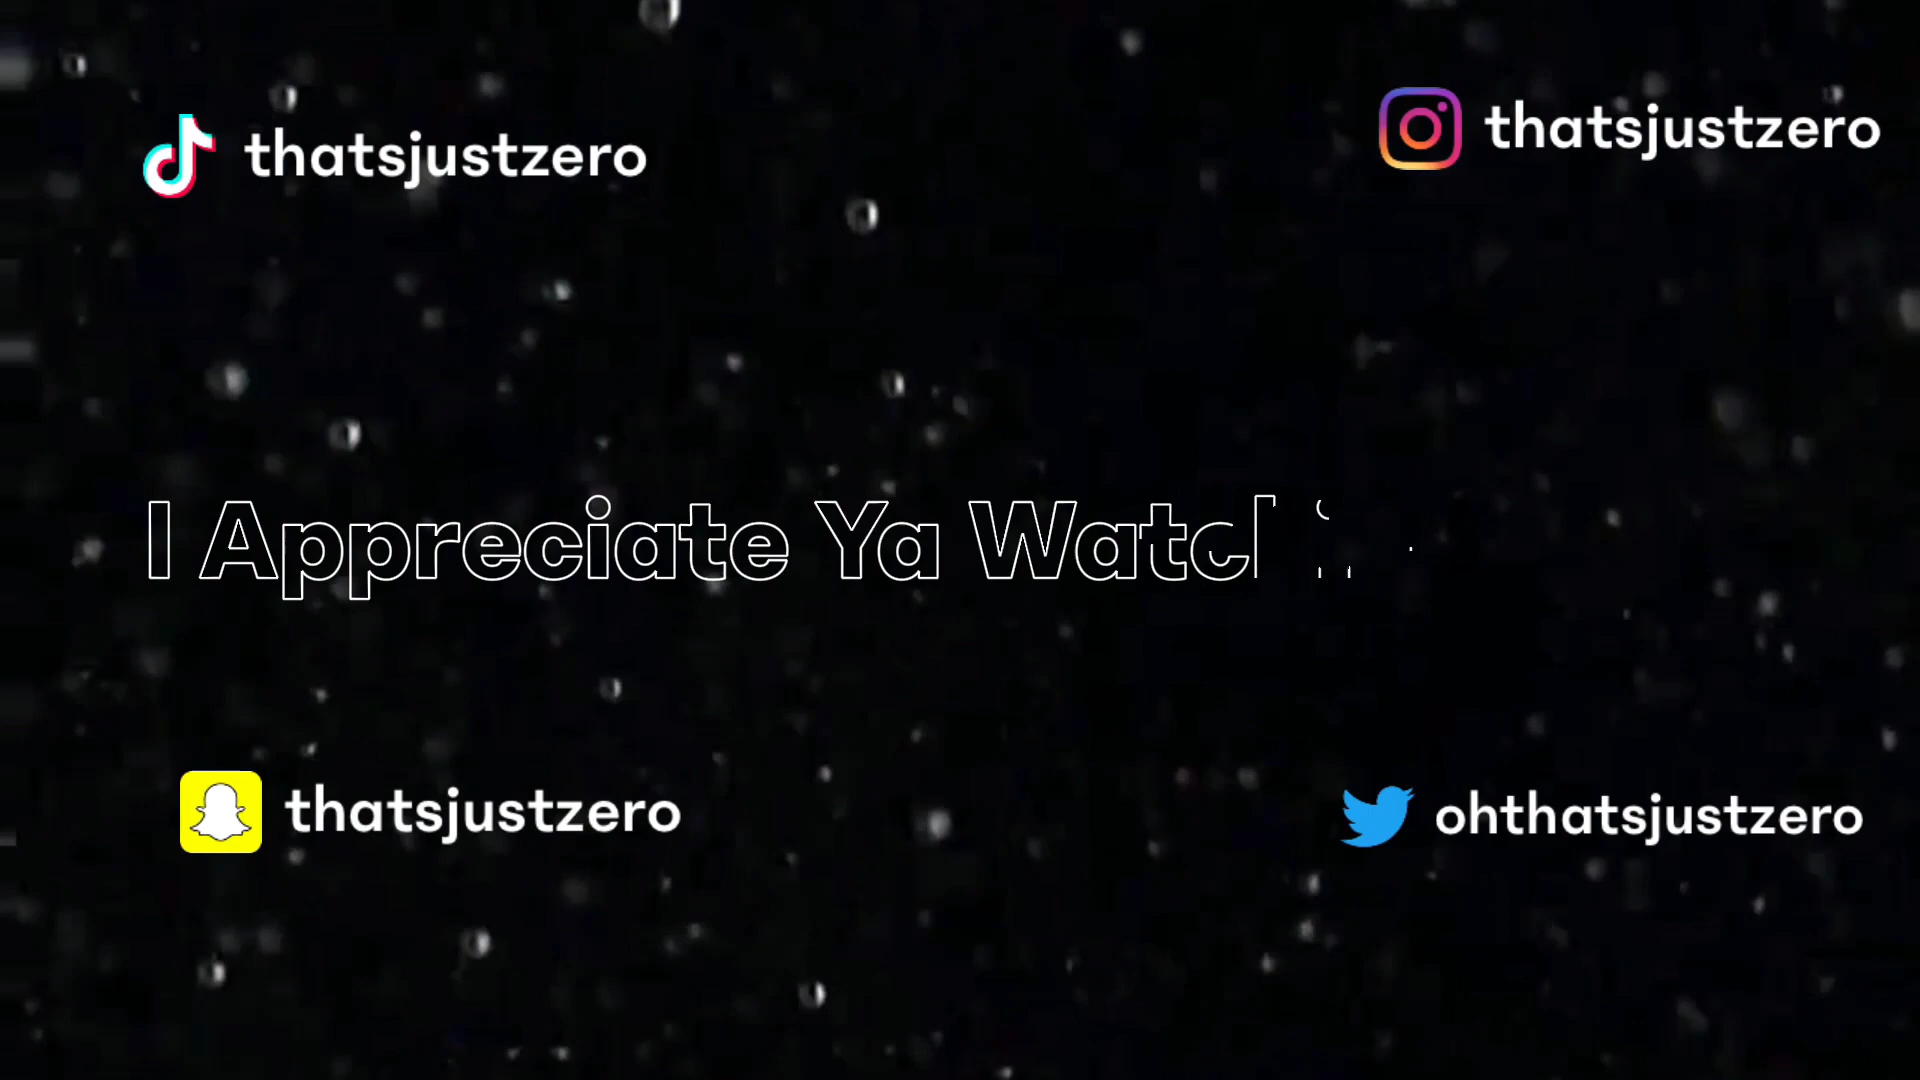 thatsjustzero
thatsjustzero
I Appreciate Ya
thatsjustzero
ohthatsjustzero